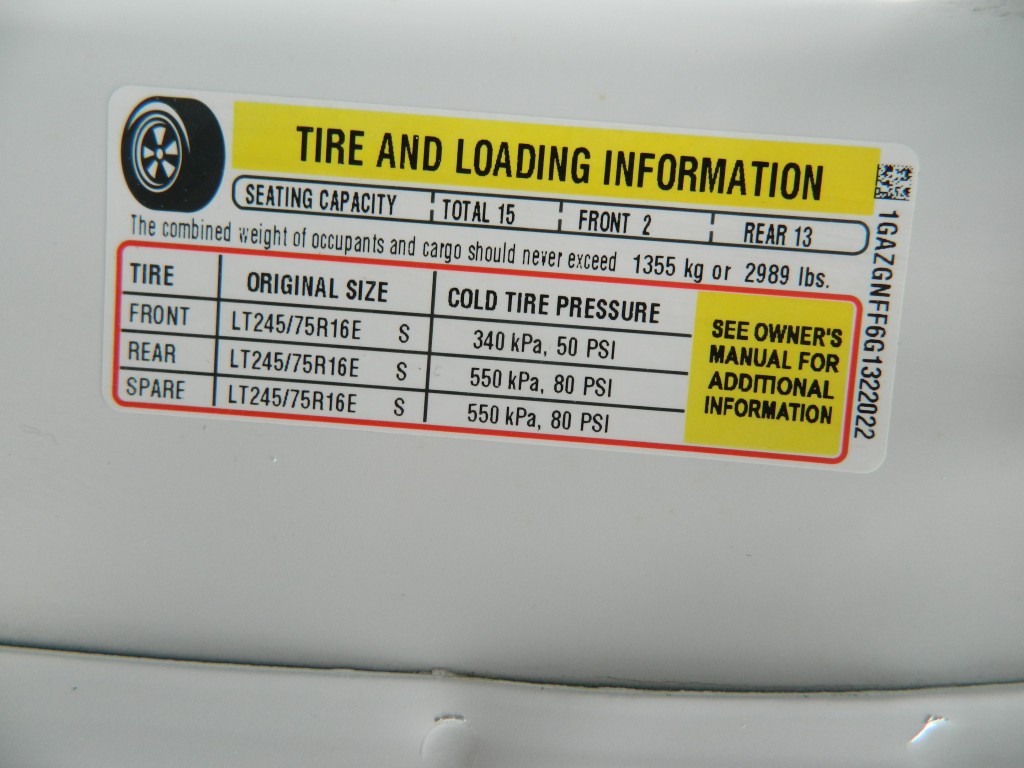 TIRE AND LOADING INFORMATION
SEATING CAPACITY TOTAL 15 FRONT 2 REAR 13
The combined weight of occupants and cargo should never exceed 1355 kg or 2989 lbs.
TIRE ORIGINAL SIZE COLD TIRE PRESSURE
FRONT LT245/75R16E S 340 kPa, 50 PSI
REAR LT245/75R16E S 550 kPa, 80 PSI
SPARE LT245/75R16E S 550 kPa, 80 PSI
SEE OWNER'S
MANUAL FOR
ADDITIONAL
INFORMATION
1GAZGNFF6G1322022